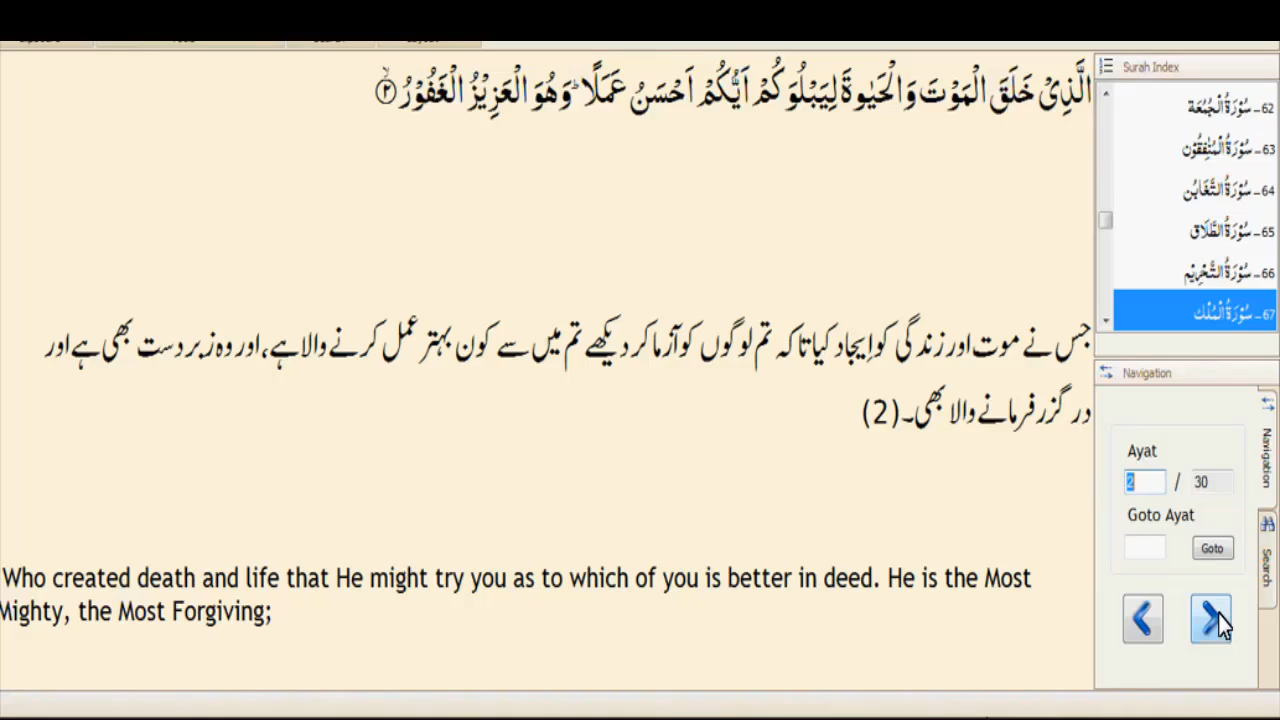 الَّذِیْ خَلَقَ الْمَوْتَ وَالْحَیٰوةَ لِیَبْلُوَكُمْ اَیُّكُمْ اَحْسَنُ عَمَلًا ؕ وَهُوَ الْعَزِیْزُ الْغَفُوْرُ ۙ﴿۲﴾
جس نے موت اور زندگی کو اِیجاد کیا تاکہ تم لوگوں کو آزما کر دیکھے تم میں سے کون بہتر عمل کرنے والا ہے، اور وہ زبردست بھی ہے اور
درگزر فرمانے والا بھی۔ (2)
Who created death and life that He might try you as to which of you is better in deed. He is the Most
Mighty, the Most Forgiving;
Surah Index
62- سُوْرَةُ الْجُمُعَة
63- سُوْرَةُ الْمُنٰفِقُوْن
64- سُوْرَةُ التَّغَابُن
65- سُوْرَةُ الطَّلَاق
66- سُوْرَةُ التَّحْرِیْم
67- سُوْرَةُ الْمُلْك
Navigation
Ayat
2 / 30
Goto Ayat
Goto
Navigation
Search